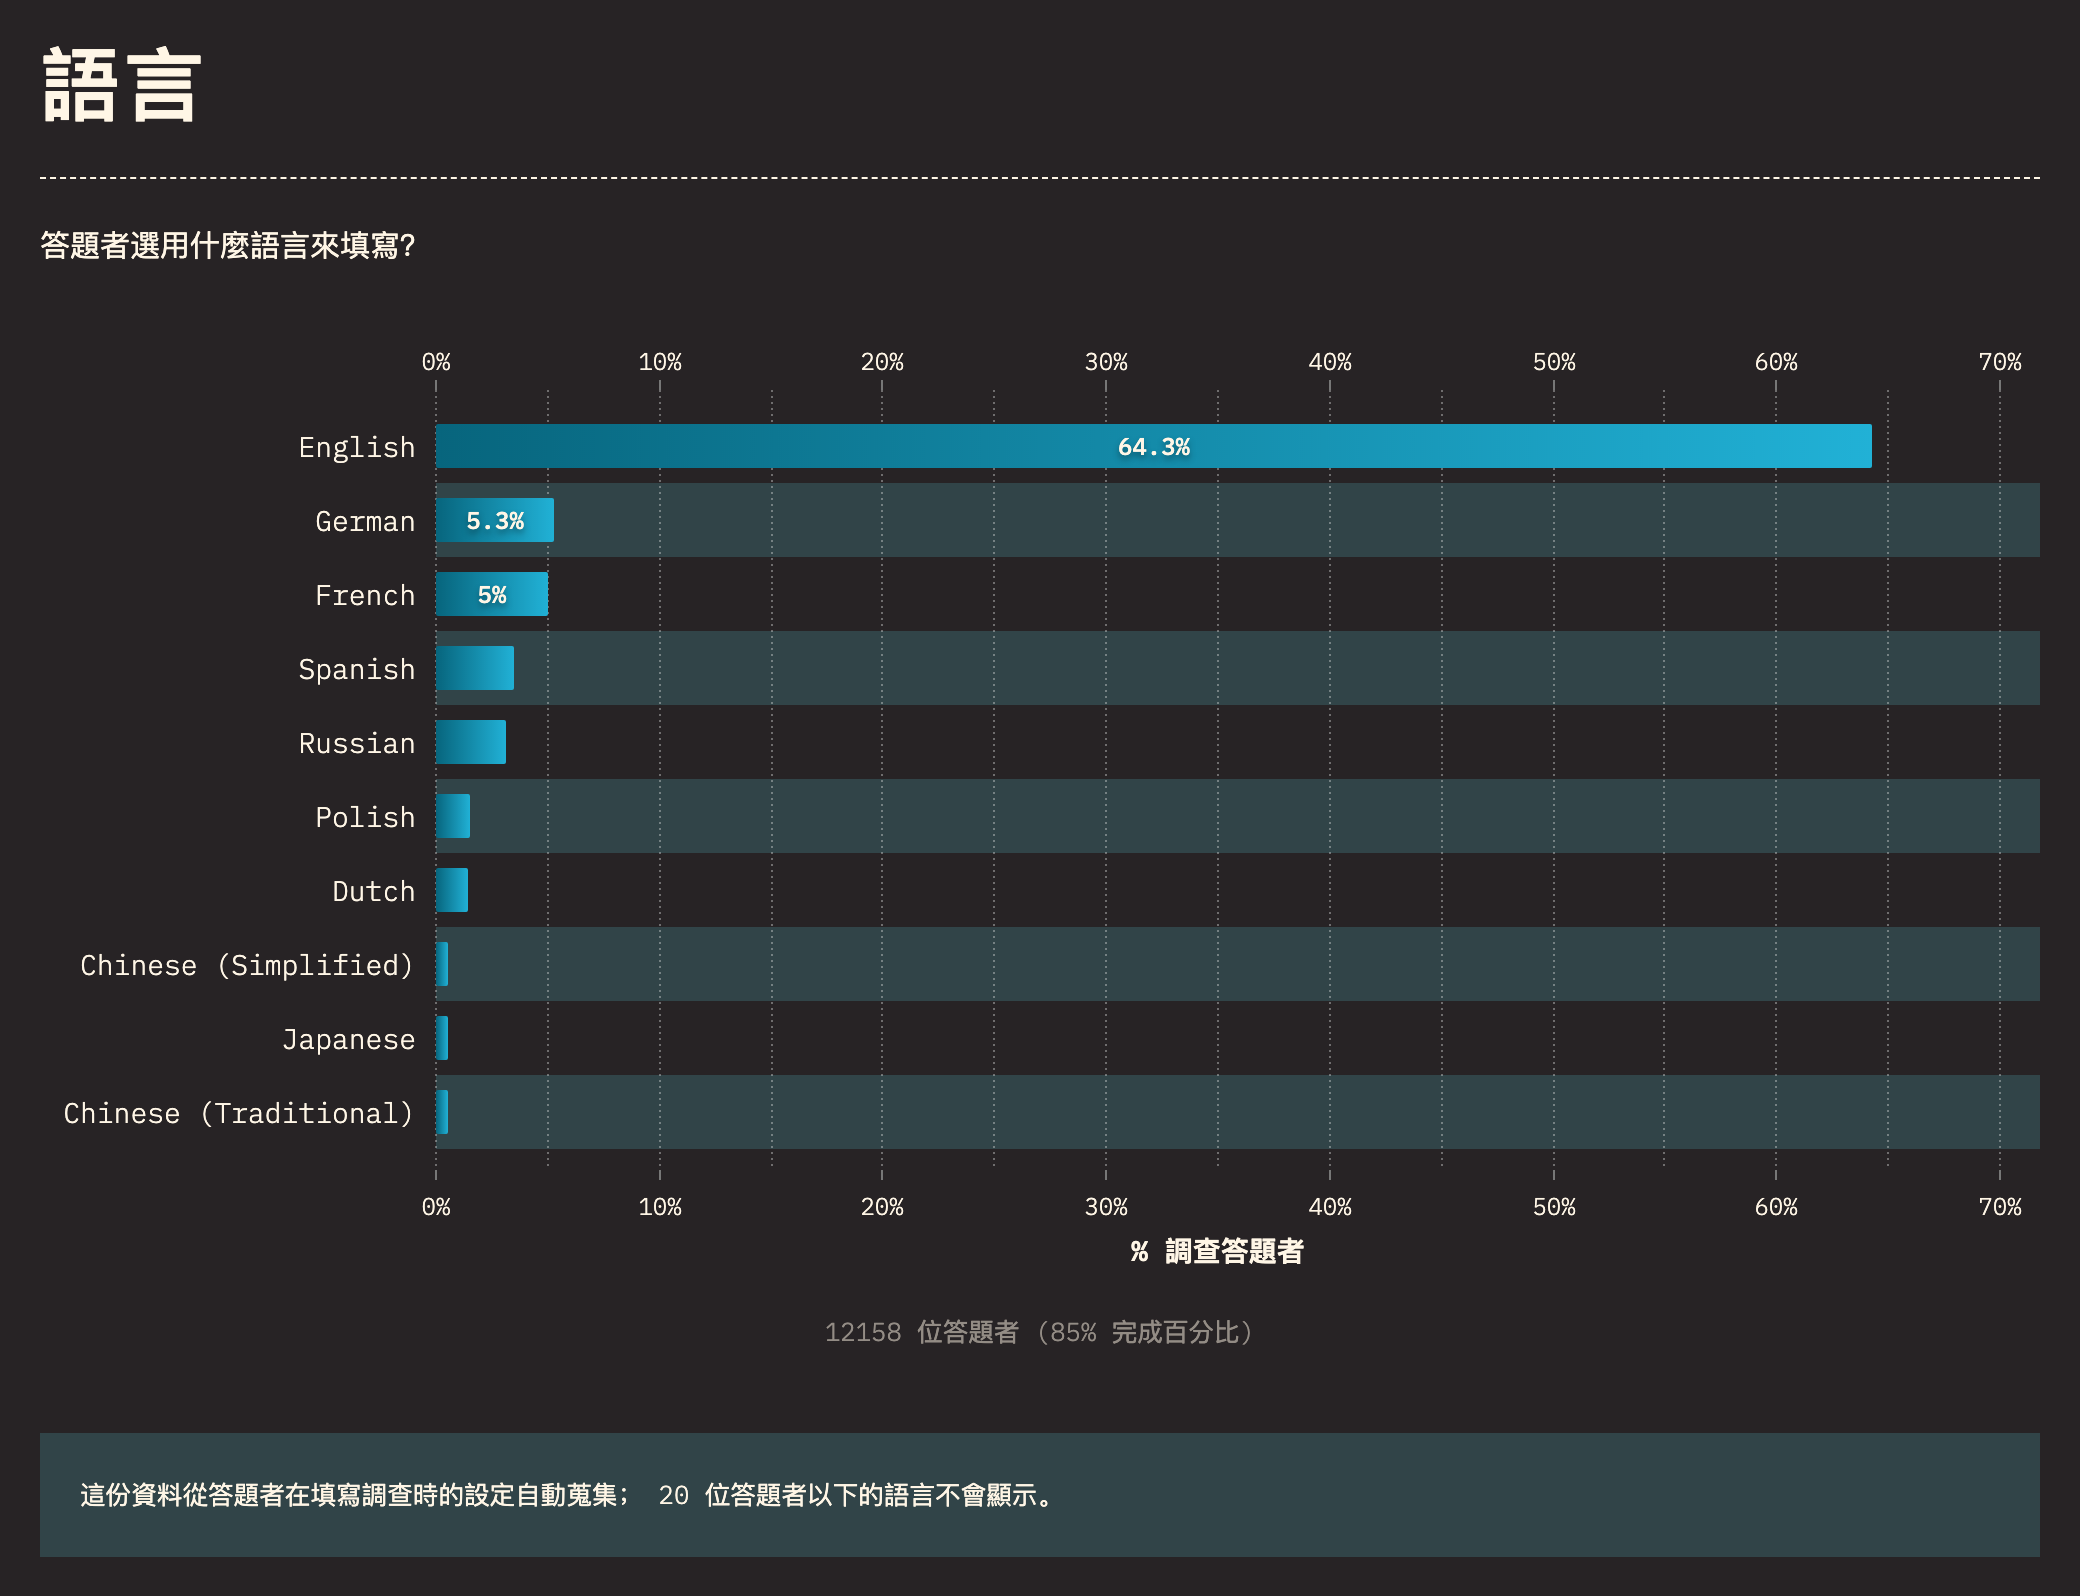 語言
答題者選用什麼語言來填寫?
0% 10% 20% 30% 40% 50% 60% 70%
English 64.3%
German 5.3%
French 5%
Spanish
Russian
Polish
Dutch
Chinese (Simplified)
Japanese
Chinese (Traditional)
0% 10% 20% 30% 40% 50% 60% 70%
% 調查答題者
12158 位答題者 (85% 完成百分比)
這份資料從答題者在填寫調查時的設定自動蒐集； 20 位答題者以下的語言不會顯示。